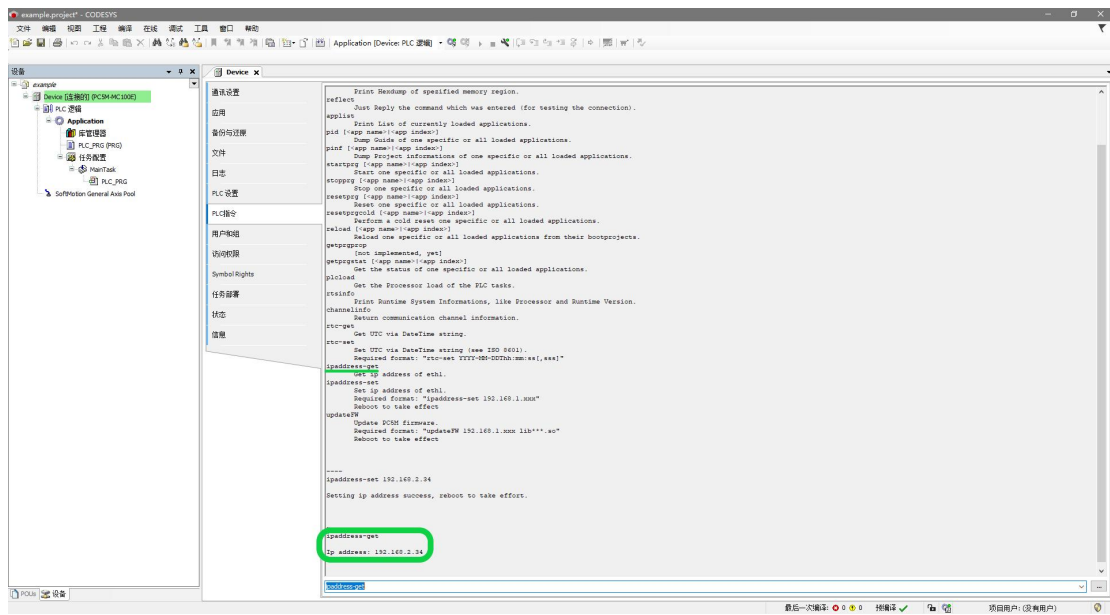 example.project* - CODESYS
文件 编辑 视图 工程 编译 在线 调试 工具 窗口 帮助
Application [Device: PLC 逻辑]
设备
Device
example
Device [连接的] (PC5M-MC100E)
PLC 逻辑
Application
库管理器
PLC_PRG (PRG)
任务配置
MainTask
PLC_PRG
SoftMotion General Axis Pool
通讯设置
应用
备份与还原
文件
日志
PLC 设置
PLC指令
用户和组
访问权限
Symbol Rights
任务部署
状态
信息
Print Hexdump of spezified memory region.
reflect
Just Reply the command which was entered (for testing the connection).
applist
Print List of currently loaded applications.
pid [<app name>|<app index>]
Dump Guids of one specific or all loaded applications.
pinf [<app name>|<app index>]
Dump Project informations of one specific or all loaded applications.
startprg [<app name>|<app index>]
Start one specific or all loaded applications.
stopprg [<app name>|<app index>]
Stop one specific or all loaded applications.
resetprg [<app name>|<app index>]
Reset one specific or all loaded applications.
resetprgcold [<app name>|<app index>]
Perform a cold reset one specific or all loaded applications.
reload [<app name>|<app index>]
Reload one specific or all loaded applications from their bootprojects.
getprgprop
[not implemented, yet]
getprgstat [<app name>|<app index>]
Get the status of one specific or all loaded applications.
plcload
Get the Processor load of the PLC tasks.
rtsinfo
Print Runtime System Informations, like Processor and Runtime Version.
channelinfo
Return communication channel information.
rtc-get
Get UTC via DateTime string.
rtc-set
Set UTC via DateTime string (see ISO 8601).
Required format: "rtc-set YYYY-MM-DDThh:mm:ss[,sss]"
ipaddress-get
Get ip address of eth1.
ipaddress-set
Set ip address of eth1.
Required format: "ipaddress-set 192.168.1.xxx"
Reboot to take effect
updateFW
Update PC5M firmware.
Required format: "updateFW 192.168.1.xxx lib***.so"
Reboot to take effect
----
ipaddress-set 192.168.2.34
Setting ip address success, reboot to take effort.
ipaddress-get
Ip address: 192.168.2.34
ipaddress-get
...
POUs 设备
最后一次编译: 0 0 预编译 项目用户: (没有用户)